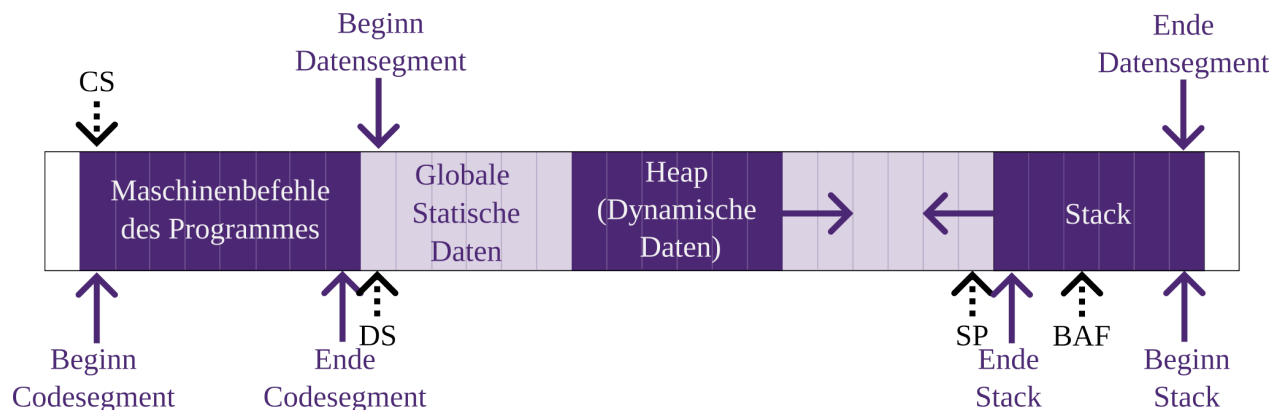 Beginn
Datensegment
Ende
Datensegment
CS
Maschinenbefehle
des Programmes
Globale
Statische
Daten
Heap
(Dynamische
Daten)
Stack
DS
SP
BAF
Beginn
Codesegment
Ende
Codesegment
Ende
Stack
Beginn
Stack